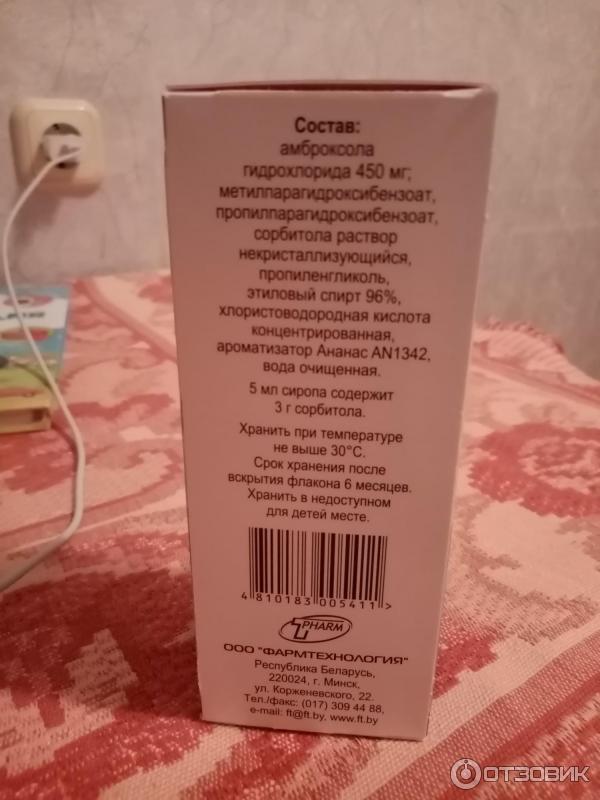 Состав:
амброксола
гидрохлорида 450 мг;
метилпарагидроксибензоат,
пропилпарагидроксибензоат,
сорбитола раствор
некристаллизующийся,
пропиленгликоль,
этиловый спирт 96%,
хлористоводородная кислота
концентрированная,
ароматизатор Ананас AN1342,
вода очищенная.
5 мл сиропа содержит
3 г сорбитола.
Хранить при температуре
не выше 30°С.
Срок хранения после
вскрытия флакона 6 месяцев.
Хранить в недоступном
для детей месте.
4 810183 005411 >
PHARM
ООО "ФАРМТЕХНОЛОГИЯ"
Республика Беларусь,
220024, г. Минск,
ул. Корженевского, 22.
Тел./факс: (017) 309 44 88,
e-mail: ft@ft.by, www.ft.by
ОТЗОВИК